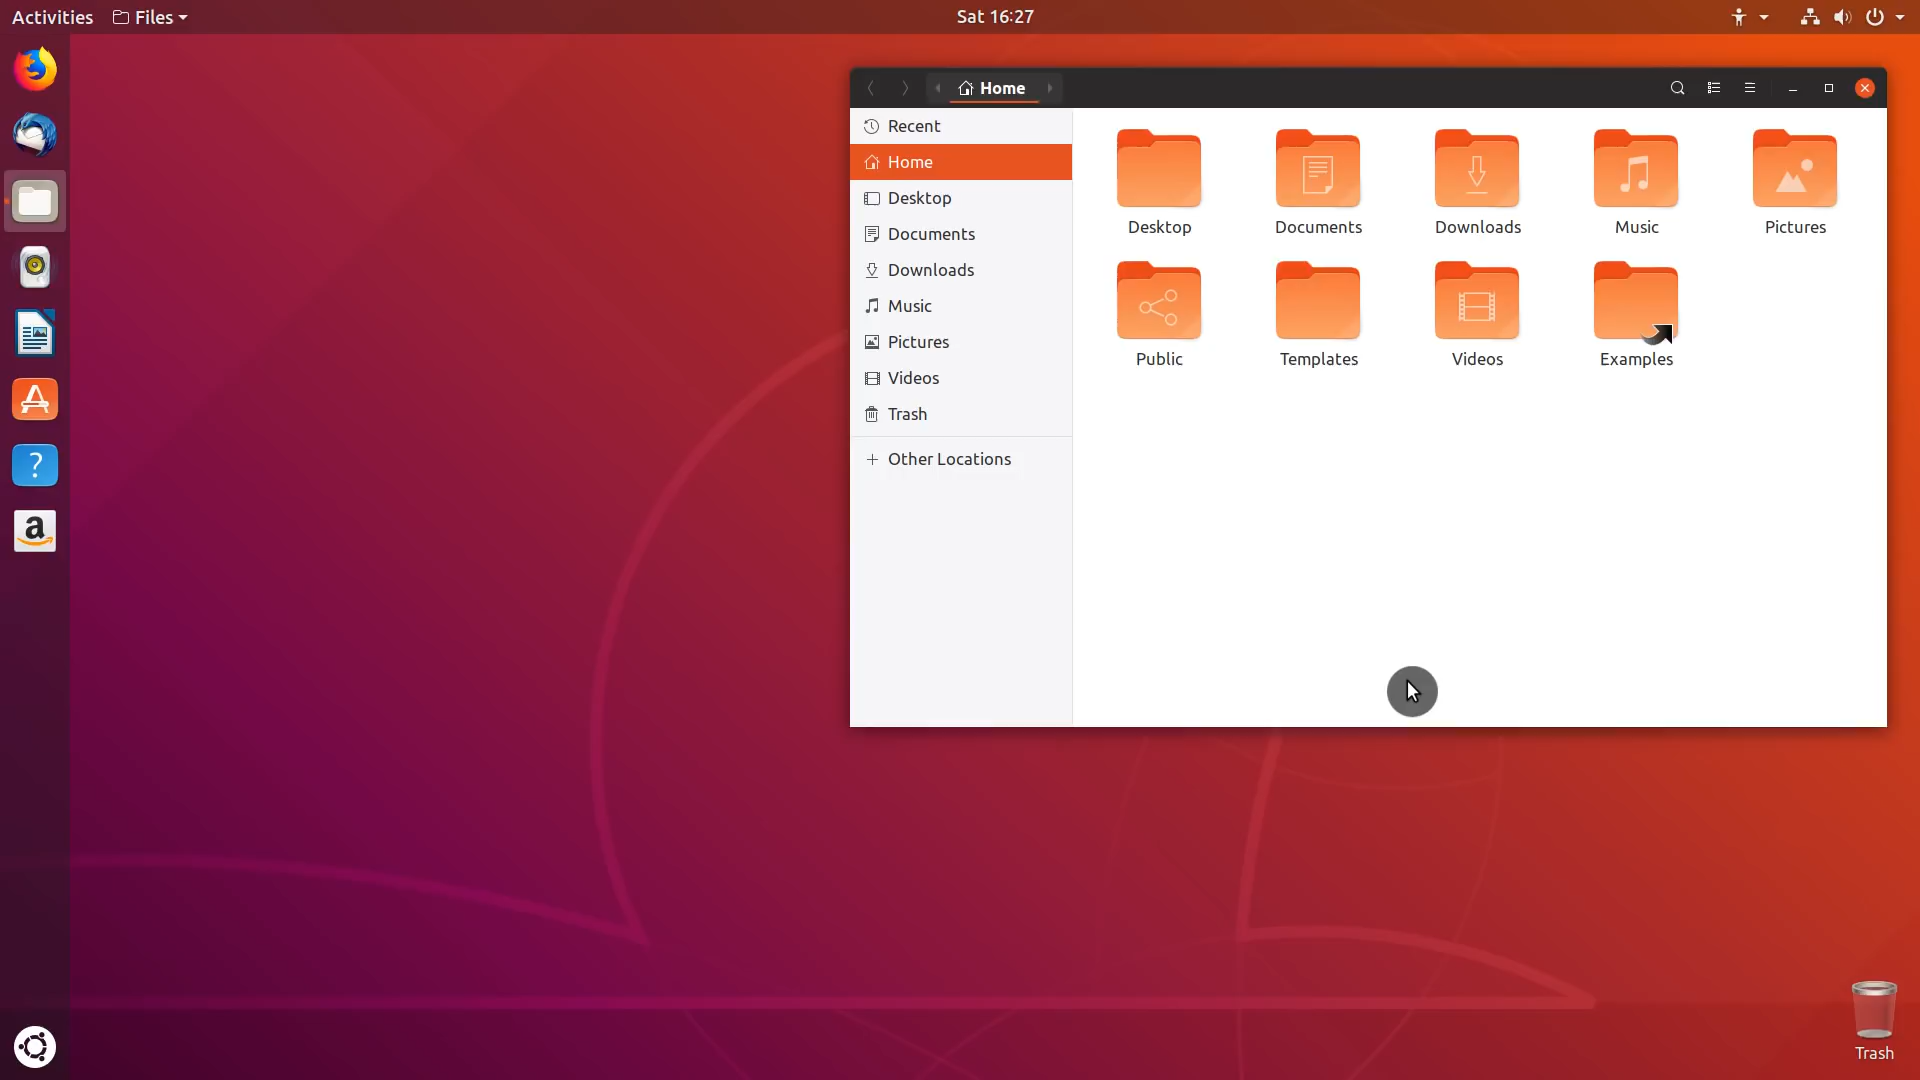 Activities Files Sat 16:27
Home
Recent
Home
Desktop
Documents
Downloads
Music
Pictures
Videos
Trash
Other Locations
Desktop Documents Downloads Music Pictures
Public Templates Videos Examples
?
a
Trash